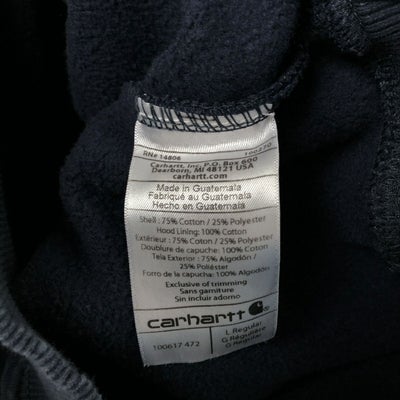 RN# 14806
Carhartt, Inc. P.O. Box 600
Dearborn, MI 48121 USA
carhartt.com
Made in Guatemala
Fabriqué au Guatemala
Hecho en Guatemala
Shell : 75% Cotton / 25% Polyester
Hood Lining: 100% Cotton
Extérieur : 75% Coton / 25% Polyester
Doublure de capuche: 100% Coton
Tela Exterior : 75% Algodón /
25% Poliéster
Forro de la capucha: 100% Algodón
Exclusive of trimming
Sans garniture
Sin incluir adorno
carhartt
100617 472
L Regular
G Régulière
G Regular